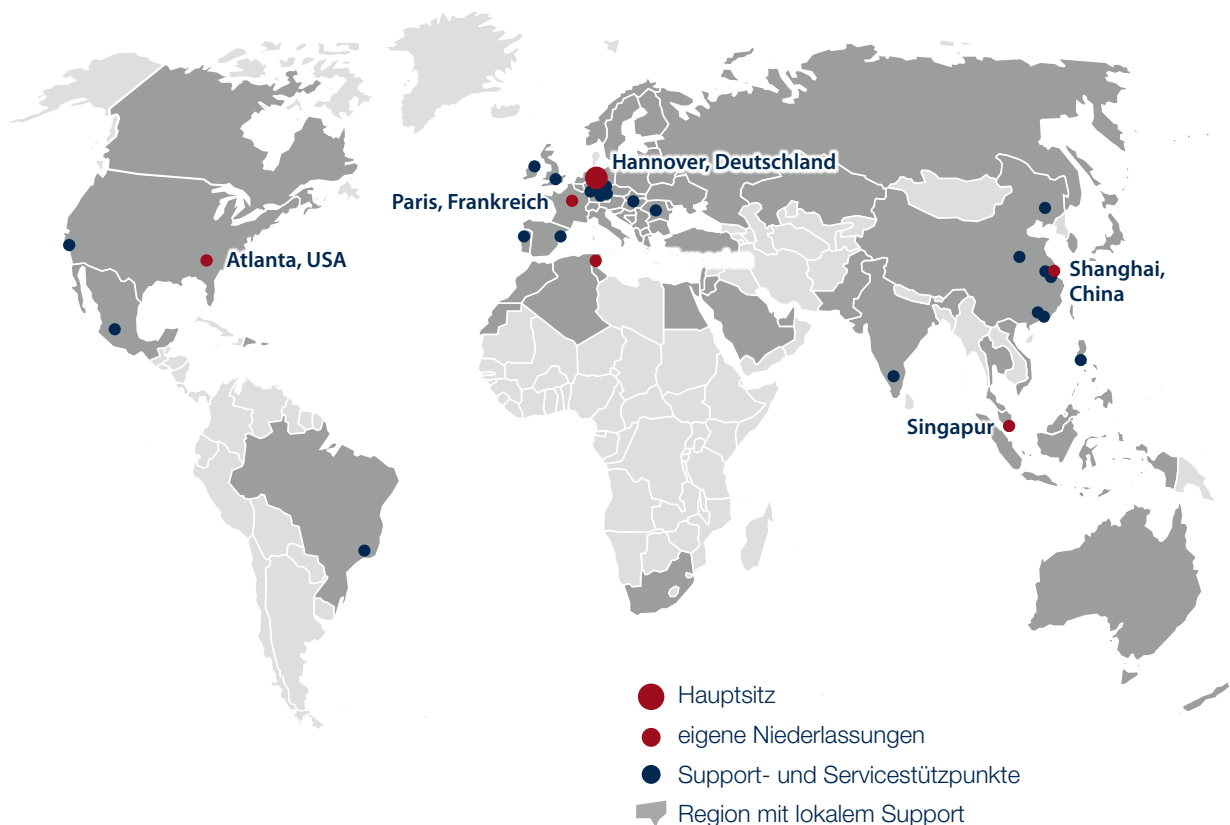 Hannover, Deutschland
Paris, Frankreich
Atlanta, USA
Shanghai,
China
Singapur
Hauptsitz
eigene Niederlassungen
Support- und Servicestützpunkte
Region mit lokalem Support